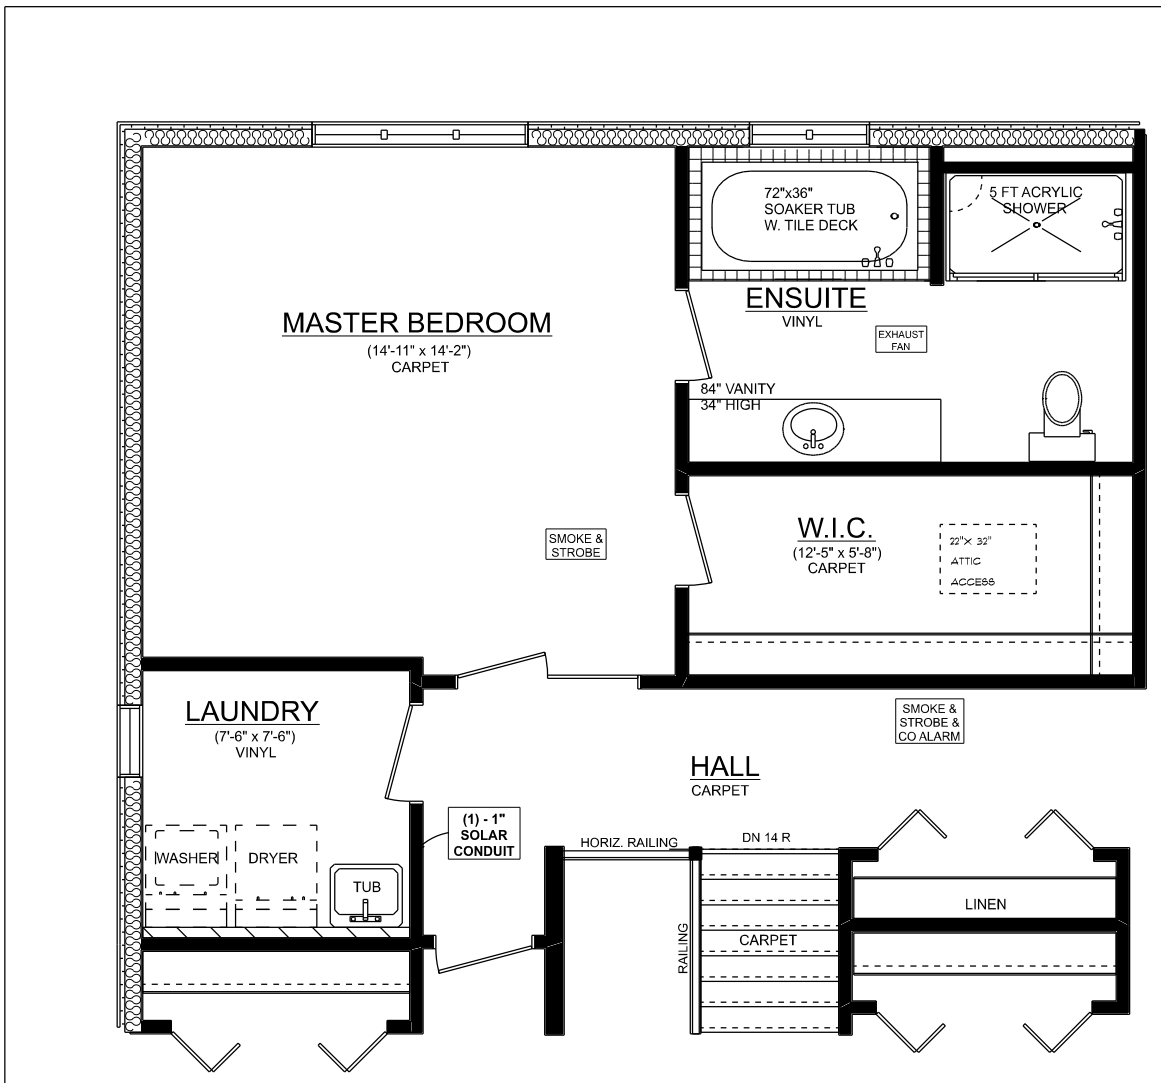 72"x36"
SOAKER TUB
W. TILE DECK
5 FT ACRYLIC
SHOWER
ENSUITE
VINYL
EXHAUST
FAN
MASTER BEDROOM
(14'-11" x 14'-2")
CARPET
84" VANITY
34" HIGH
SMOKE &
STROBE
W.I.C.
(12'-5" x 5'-8")
CARPET
22"x 32"
ATTIC
ACCESS
LAUNDRY
(7'-6" x 7'-6")
VINYL
SMOKE &
STROBE &
CO ALARM
HALL
CARPET
(1) - 1"
SOLAR
CONDUIT
HORIZ. RAILING
DN 14 R
WASHER
DRYER
TUB
LINEN
RAILING
CARPET